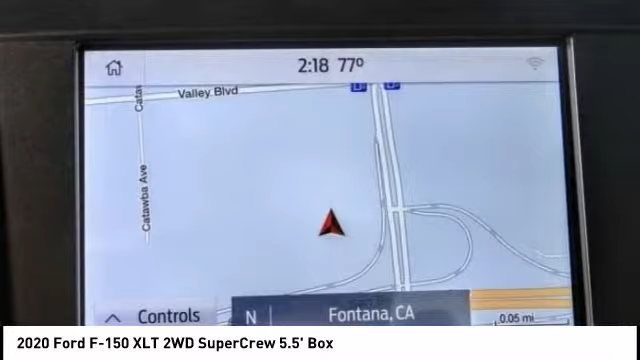 2:18 77°
Valley Blvd
Catav
Catawba Ave
Controls
N
Fontana, CA
0.05 mi
2020 Ford F-150 XLT 2WD SuperCrew 5.5' Box